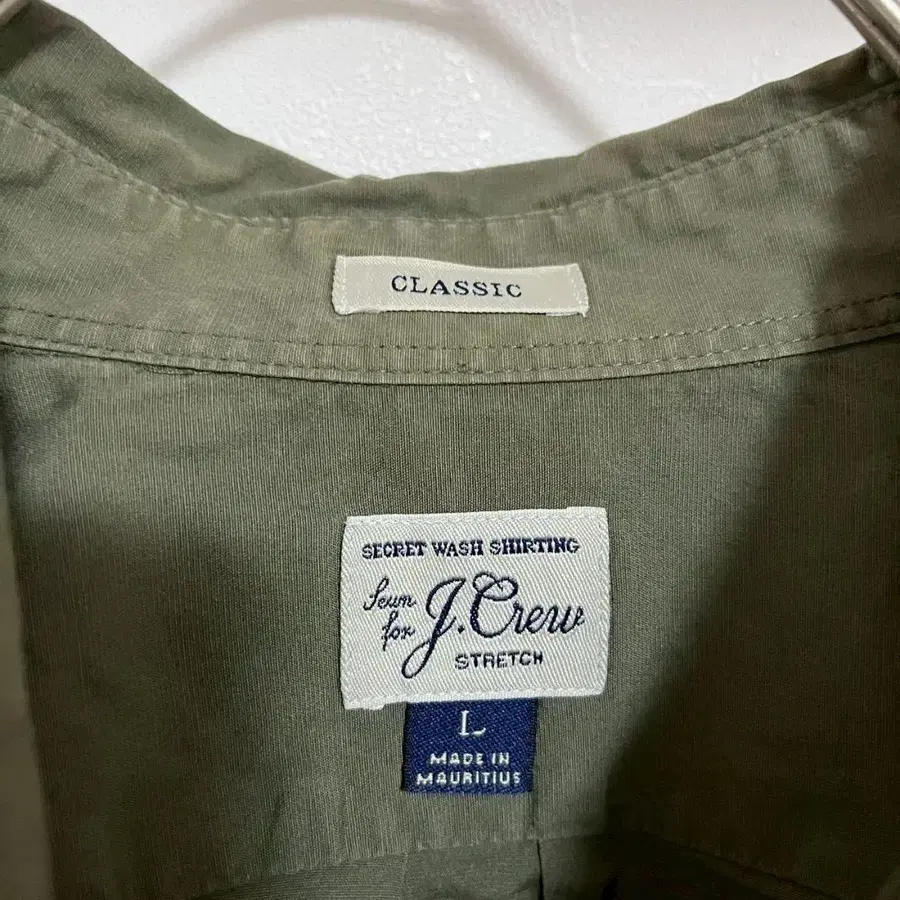 CLASSIC
SECRET WASH SHIRTING
Sewn
for J.Crew
STRETCH
L
MADE IN
MAURITIUS